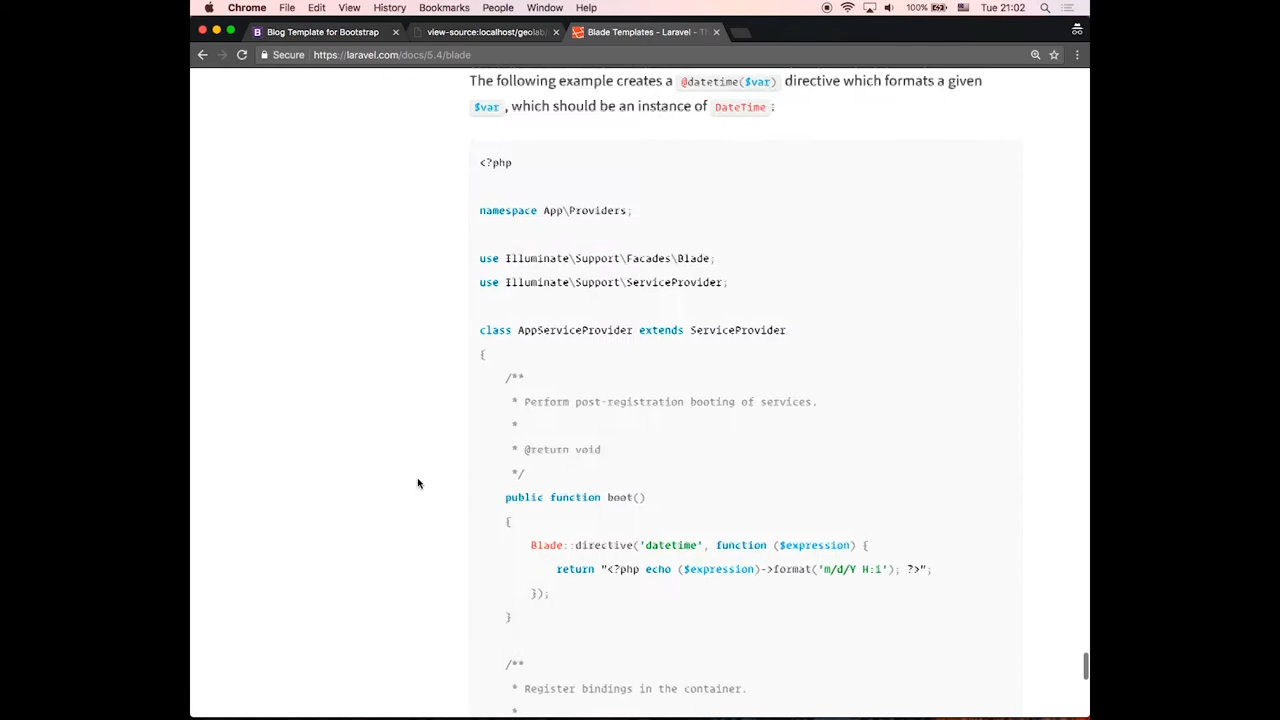 Chrome File Edit View History Bookmarks People Window Help 100% Tue 21:02
Blog Template for Bootstrap view-source:localhost/geolab Blade Templates - Laravel - Th
Secure https://laravel.com/docs/5.4/blade
The following example creates a @datetime($var) directive which formats a given
$var, which should be an instance of DateTime:
<?php
namespace App\Providers;
use Illuminate\Support\Facades\Blade;
use Illuminate\Support\ServiceProvider;
class AppServiceProvider extends ServiceProvider
{
/**
* Perform post-registration booting of services.
*
* @return void
*/
public function boot()
{
Blade::directive('datetime', function ($expression) {
return "<?php echo ($expression)->format('m/d/Y H:i'); ?>";
});
}
/**
* Register bindings in the container.
*